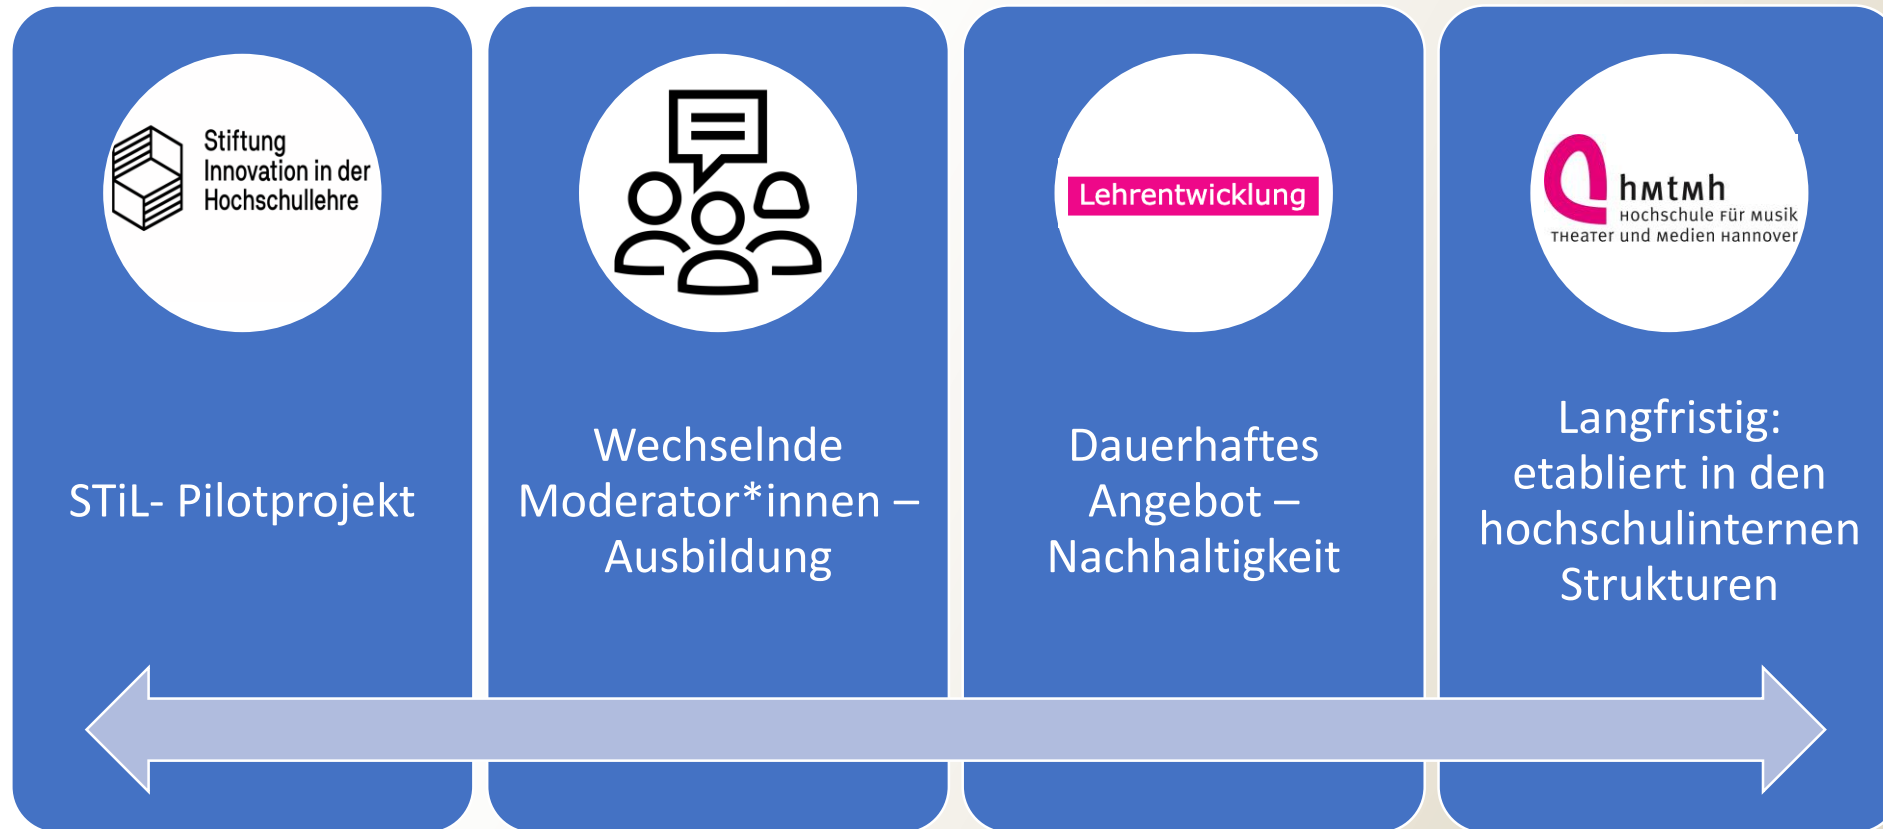 Stiftung
Innovation in der
Hochschullehre
STiL- Pilotprojekt
Wechselnde
Moderator*innen –
Ausbildung
Lehrentwicklung
Dauerhaftes
Angebot –
Nachhaltigkeit
hmtmh
Hochschule für Musik
Theater und Medien Hannover
Langfristig:
etabliert in den
hochschulinternen
Strukturen